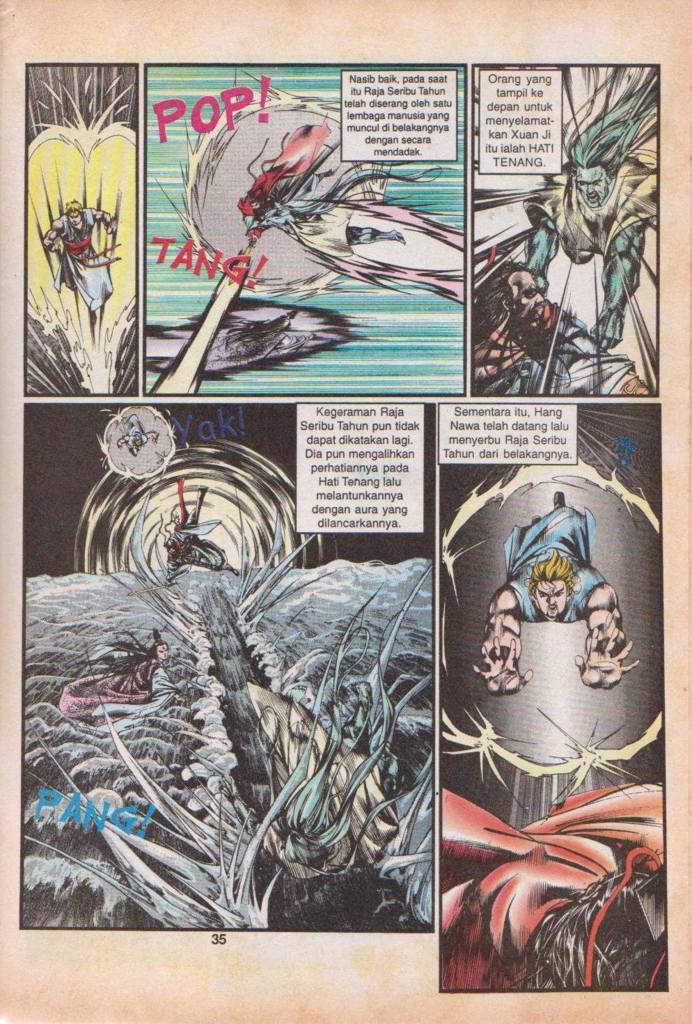 POP!
TANG!
Nasib baik, pada saat
itu Raja Seribu Tahun
telah diserang oleh satu
lembaga manusia yang
muncul di belakangnya
dengan secara
mendadak.
Orang yang
tampil ke
depan untuk
menyelamat-
kan Xuan Ji
itu ialah HATI
TENANG.
Yak!
Kegeraman Raja
Seribu Tahun pun tidak
dapat dikatakan lagi.
Dia pun mengalihkan
perhatiannya pada
Hati Tenang lalu
melantunkannya
dengan aura yang
dilancarkannya.
PANG!
Sementara itu, Hang
Nawa telah datang lalu
menyerbu Raja Seribu
Tahun dari belakangnya.
35